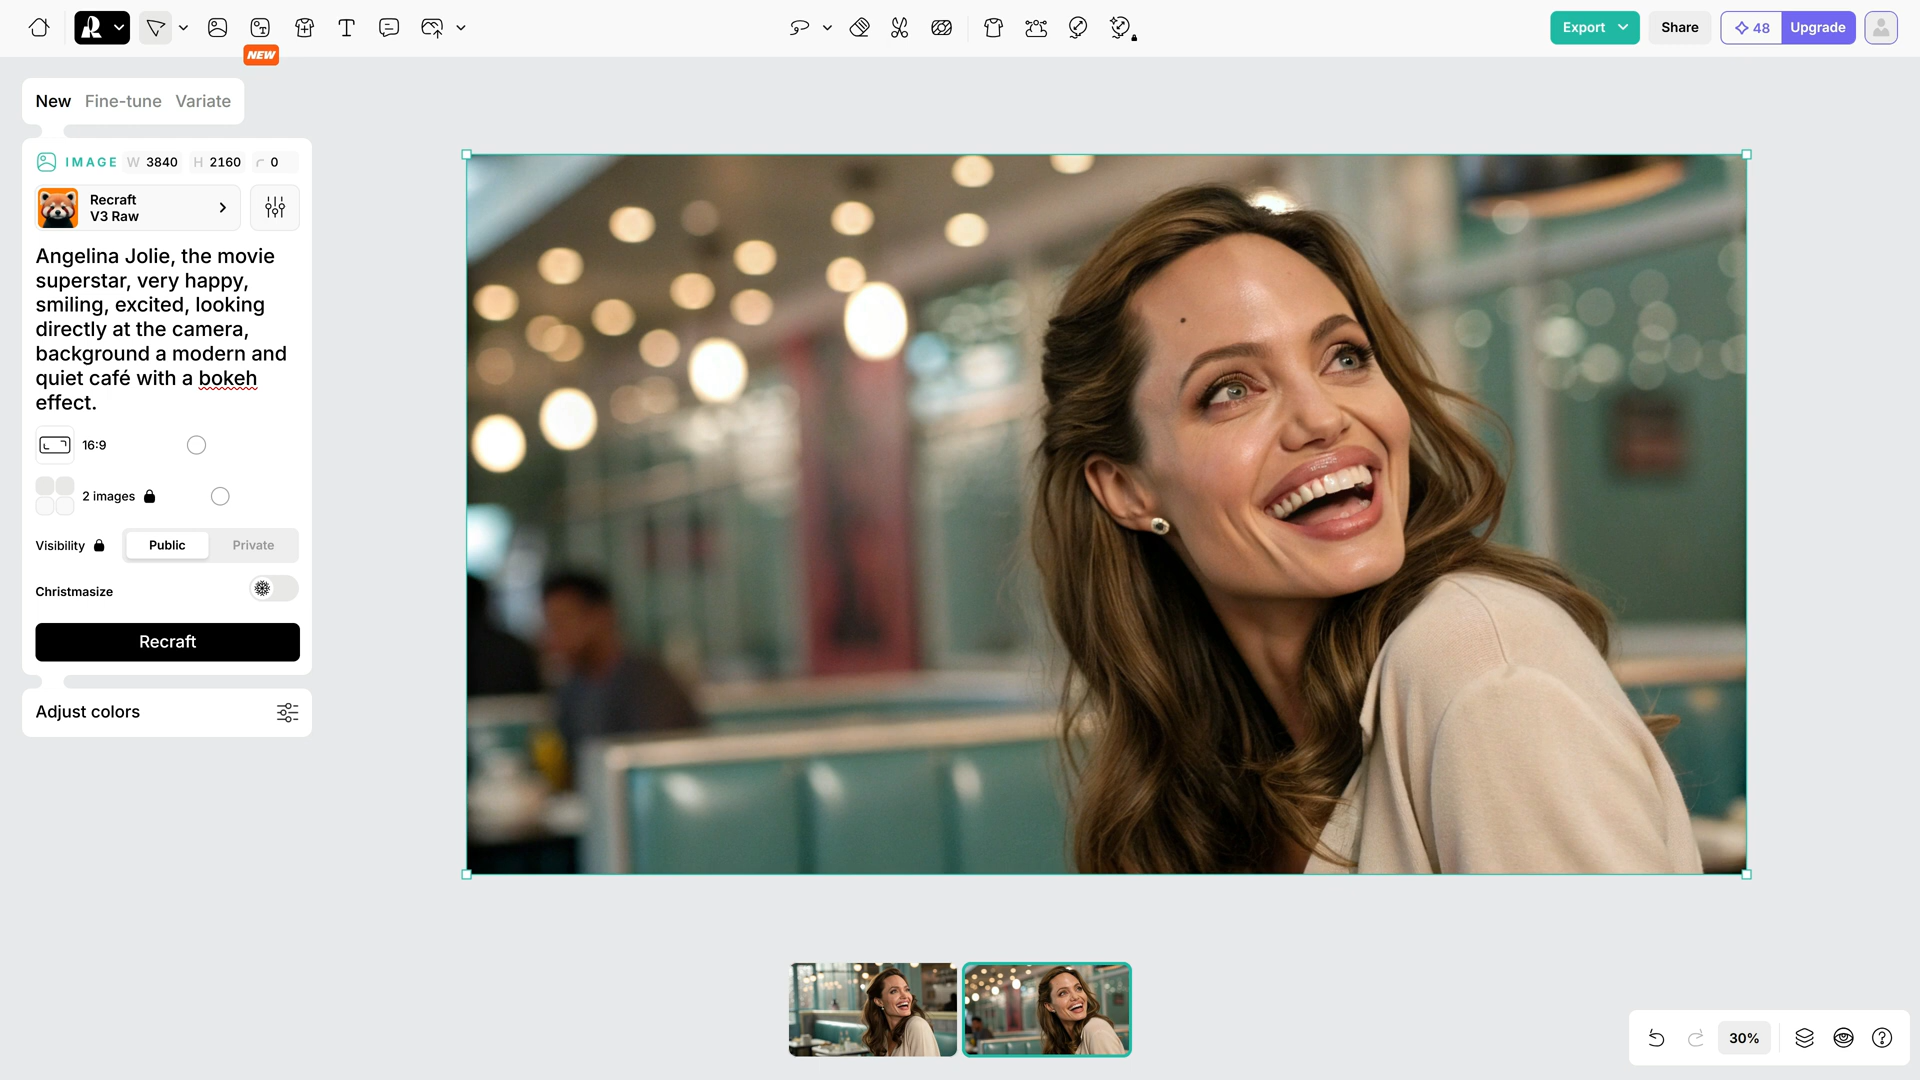 Export
Share
48
Upgrade
NEW
New Fine-tune Variate
IMAGE W 3840 H 2160 0
Recraft
V3 Raw
Angelina Jolie, the movie
superstar, very happy,
smiling, excited, looking
directly at the camera,
background a modern and
quiet café with a bokeh
effect.
16:9
2 images
Visibility Public Private
Christmasize
Recraft
Adjust colors
30%